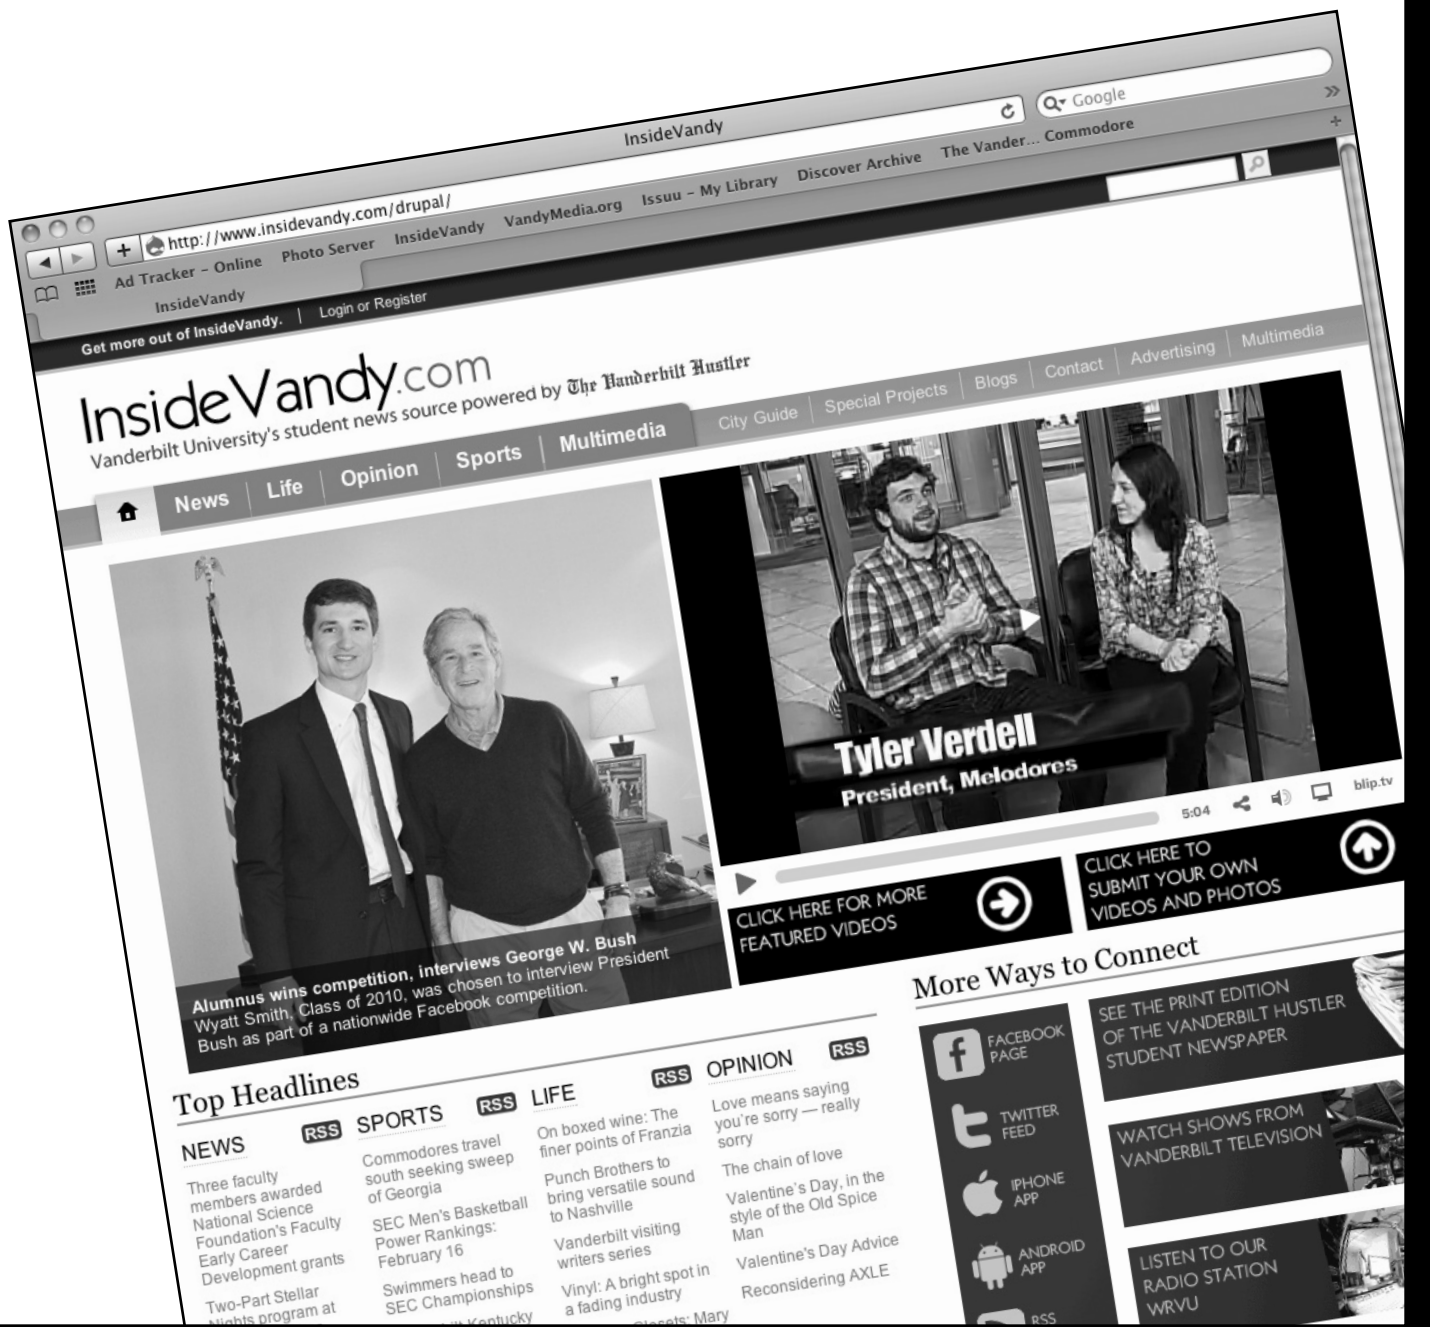 InsideVandy
http://www.insidevandy.com/drupal/
Google
Ad Tracker – Online
Photo Server
InsideVandy
VandyMedia.org
Issuu – My Library
Discover Archive
The Vander... Commodore
InsideVandy
Get more out of InsideVandy.
Login or Register
InsideVandy.com
Vanderbilt University's student news source powered by The Vanderbilt Hustler
News
Life
Opinion
Sports
Multimedia
City Guide
Special Projects
Blogs
Contact
Advertising
Multimedia
Alumnus wins competition, interviews George W. Bush
Wyatt Smith, Class of 2010, was chosen to interview President
Bush as part of a nationwide Facebook competition.
Tyler Verdell
President, Melodores
5:04
blip.tv
CLICK HERE FOR MORE
FEATURED VIDEOS
CLICK HERE TO
SUBMIT YOUR OWN
VIDEOS AND PHOTOS
Top Headlines
NEWS
RSS
Three faculty
members awarded
National Science
Foundation's Faculty
Early Career
Development grants
Two-Part Stellar
Nights program at
SPORTS
RSS
Commodores travel
south seeking sweep
of Georgia
SEC Men's Basketball
Power Rankings:
February 16
Swimmers head to
SEC Championships
Kentucky
LIFE
RSS
On boxed wine: The
finer points of Franzia
Punch Brothers to
bring versatile sound
to Nashville
Vanderbilt visiting
writers series
Vinyl: A bright spot in
a fading industry
Closets: Mary
OPINION
RSS
Love means saying
you're sorry — really
sorry
The chain of love
Valentine's Day, in the
style of the Old Spice
Man
Valentine's Day Advice
Reconsidering AXLE
More Ways to Connect
FACEBOOK
PAGE
TWITTER
FEED
IPHONE
APP
ANDROID
APP
RSS
SEE THE PRINT EDITION
OF THE VANDERBILT HUSTLER
STUDENT NEWSPAPER
WATCH SHOWS FROM
VANDERBILT TELEVISION
LISTEN TO OUR
RADIO STATION
WRVU